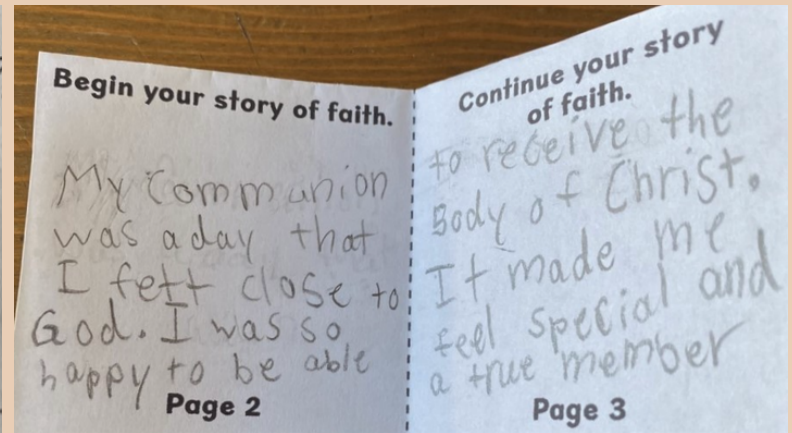 Begin your story of faith.
My Communion
was a day that
I felt close to
God. I was so
happy to be able
Page 2
Continue your story
of faith.
to receive the
Body of Christ.
It made me
feel special and
a true member
Page 3